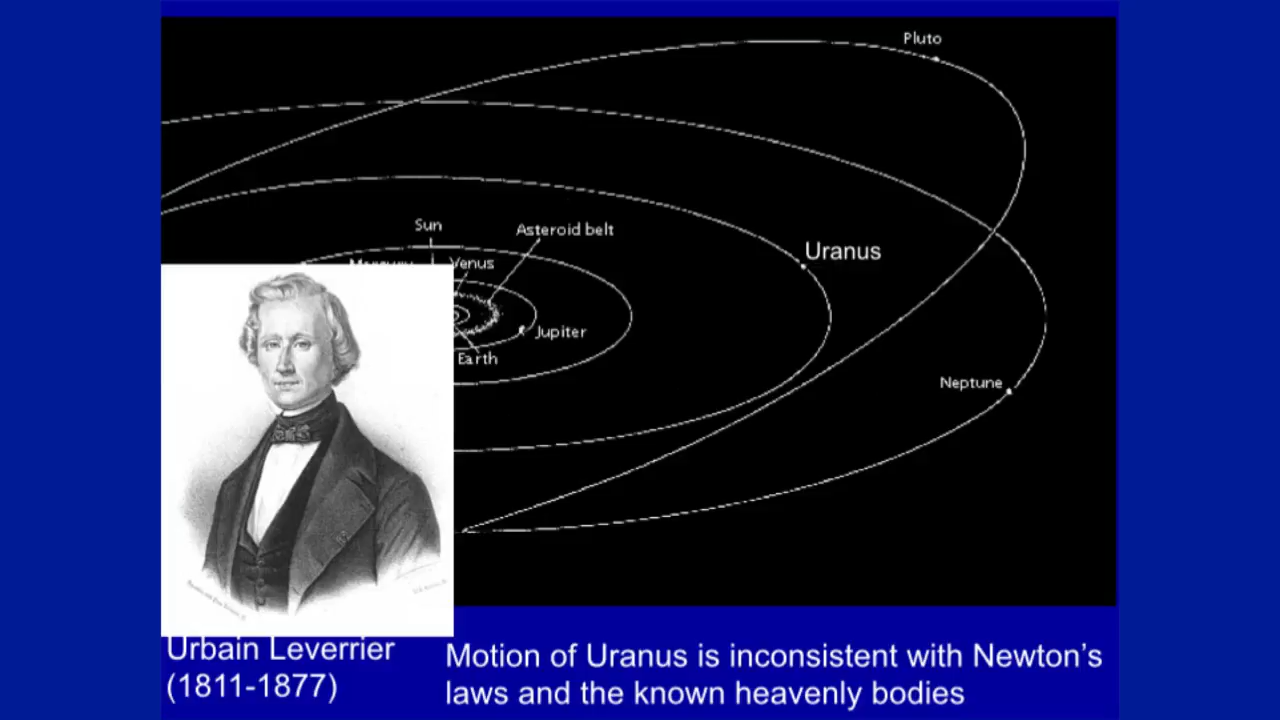 Pluto
Sun
Asteroid belt
Venus
Uranus
Jupiter
Earth
Neptune
Urbain Leverrier
(1811-1877)
Motion of Uranus is inconsistent with Newton's
laws and the known heavenly bodies